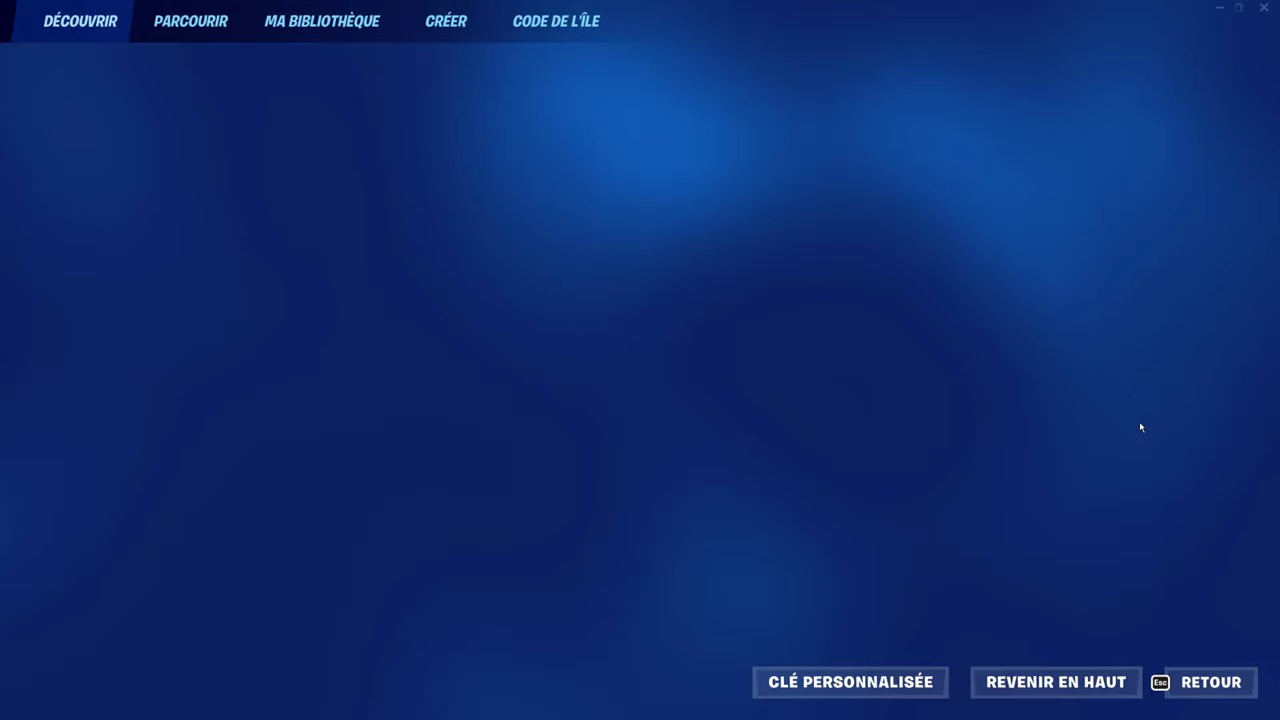 DÉCOUVRIR PARCOURIR MA BIBLIOTHÈQUE CRÉER CODE DE L'ÎLE
CLÉ PERSONNALISÉE REVENIR EN HAUT Esc RETOUR